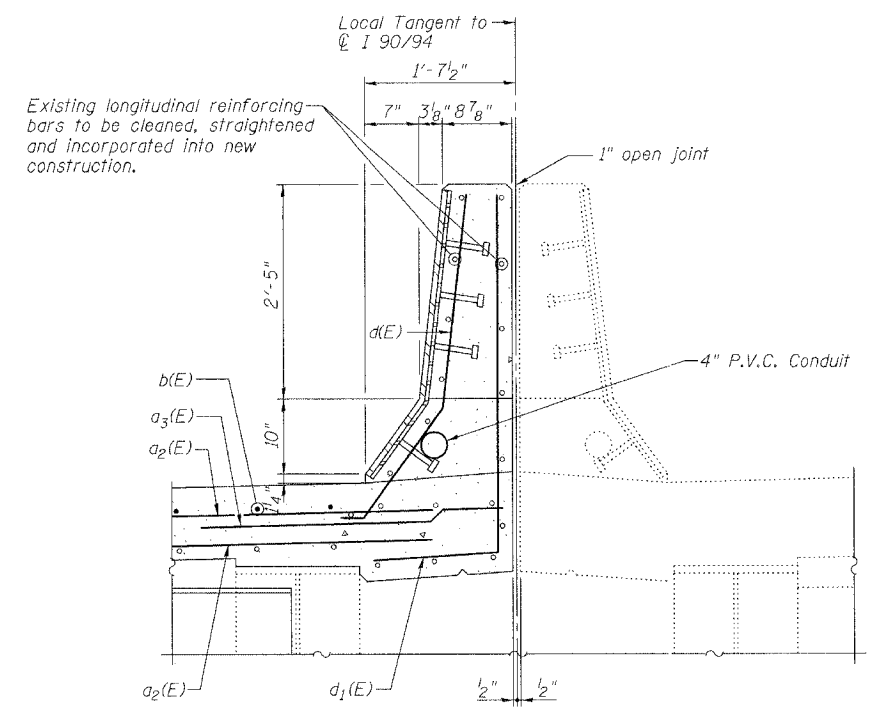 Local Tangent to
℄ I 90/94
1'-7½"
7" 3⅛" 8⅞"
Existing longitudinal reinforcing
bars to be cleaned, straightened
and incorporated into new
construction.
1" open joint
2'-5"
d(E)
4" P.V.C. Conduit
b(E)
a₃(E)
a₂(E)
10"
1¼"
a₂(E)
d₁(E)
½" ½"